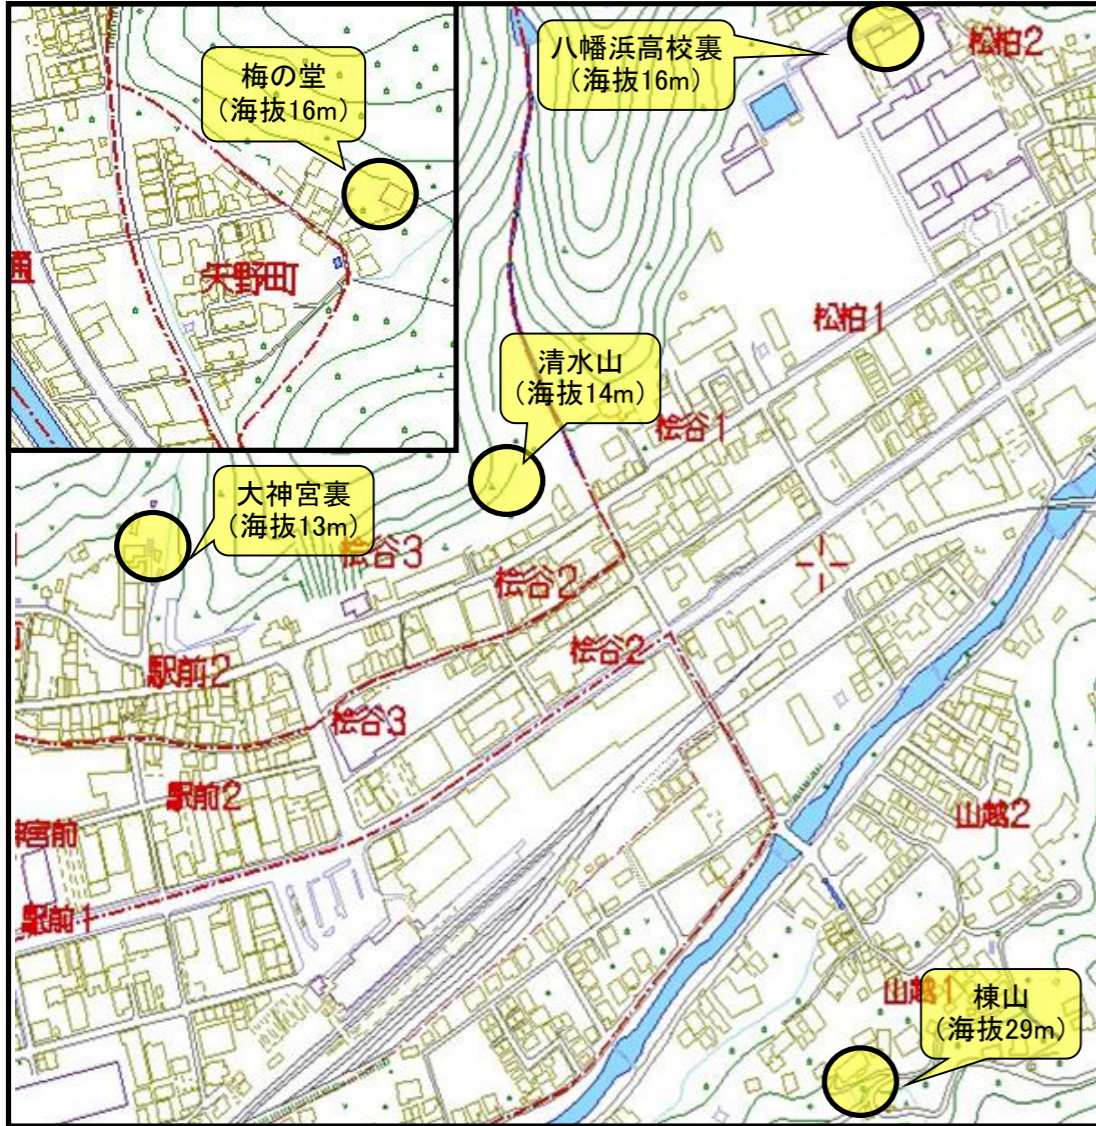 梅の堂
(海抜16m)
八幡浜高校裏
(海抜16m)
松柏2
矢野町
通
松柏1
清水山
(海抜14m)
桧谷1
大神宮裏
(海抜13m)
桧谷3
桧谷2
桧谷2
駅前2
桧谷3
駅前2
山越2
宮前
駅前1
山越1
棟山
(海抜29m)